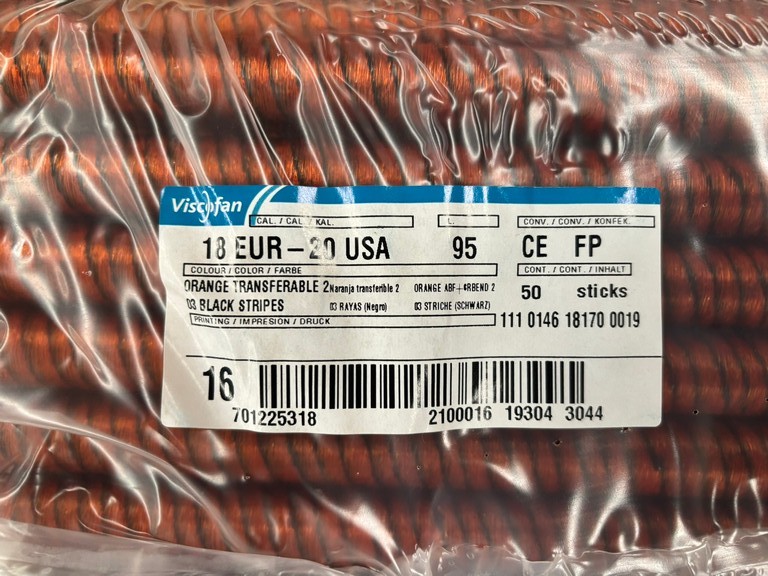 Viscofan
CAL. / CAL. / KAL. L. CONV. / CONV. / KONFEK.
18 EUR – 20 USA 95 CE FP
COLOUR / COLOR / FARBE CONT. / CONT. / INHALT
ORANGE TRANSFERABLE 2 Naranja transferible 2 ORANGE 2 50 sticks
03 BLACK STRIPES 03 RAYAS (Negro) 03 STRICHE (SCHWARZ)
PRINTING / IMPRESION / DRUCK 111 0146 18170 0019
16
701225318 2100016 19304 3044